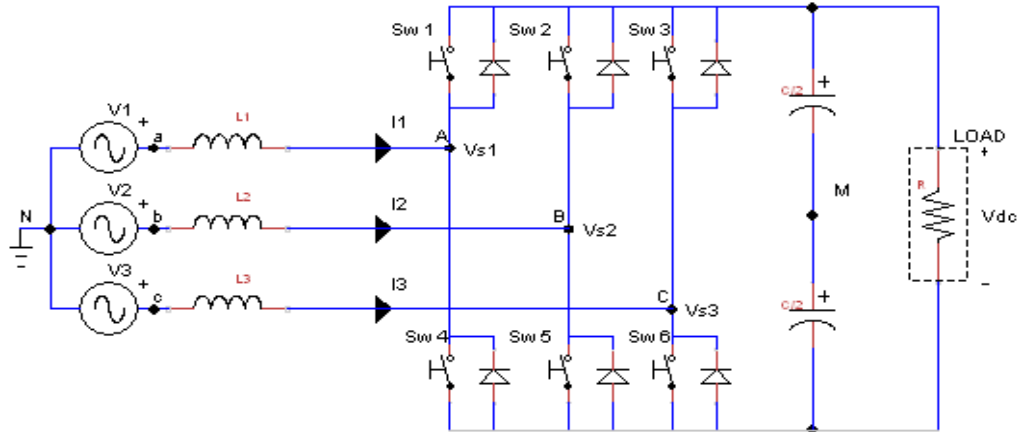 Sw 1
Sw 2
Sw 3
C/2
+
V1
+
a
L1
I1
A
Vs1
LOAD
+
R
Vdc
-
V2
+
N
b
L2
I2
B
Vs2
M
V3
+
c
L3
I3
C
Vs3
C/2
+
Sw 4
Sw 5
Sw 6